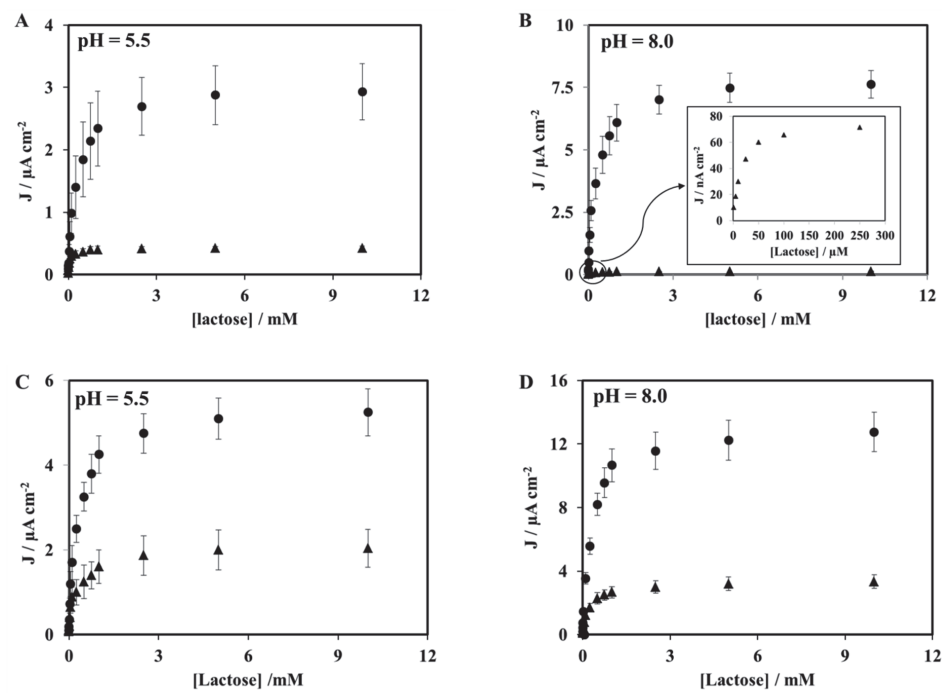 A
pH = 5.5
4
3
2
1
0
J / µA cm-2
0 3 6 9 12
[lactose] / mM
B
pH = 8.0
10
7.5
5
2.5
0
J / µA cm-2
0 3 6 9 12
[lactose] / mM
80
60
40
20
0
J / nA cm-2
0 50 100 150 200 250 300
[Lactose] / µM
C
pH = 5.5
6
4
2
0
J / µA cm-2
0 3 6 9 12
[Lactose] /mM
D
pH = 8.0
16
12
8
4
0
J / µA cm-2
0 3 6 9 12
[Lactose] / mM